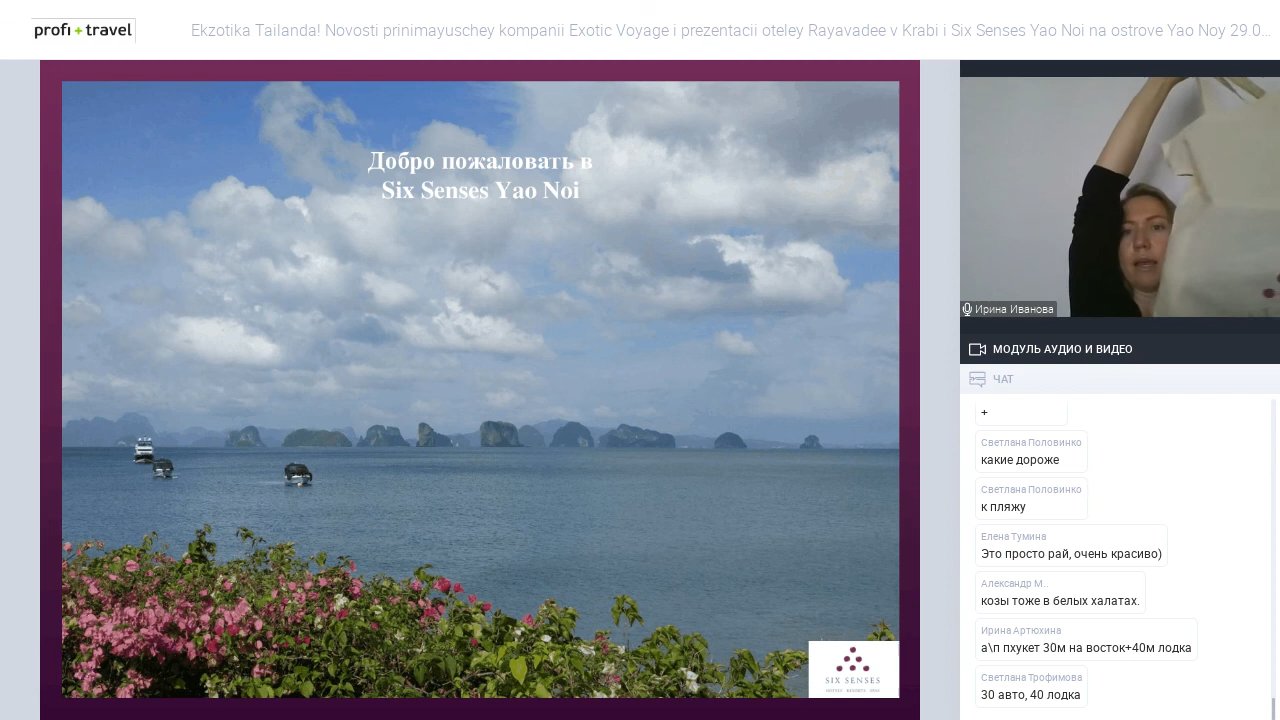 profi + travel
Ekzotika Tailanda! Novosti prinimayuschey kompanii Exotic Voyage i prezentacii oteley Rayavadee v Krabi i Six Senses Yao Noi na ostrove Yao Noy 29.0...
Добро пожаловать в
Six Senses Yao Noi
SIX SENSES
HOTELS RESORTS SPAS
Ирина Иванова
МОДУЛЬ АУДИО И ВИДЕО
ЧАТ
+
Светлана Половинко
какие дороже
Светлана Половинко
к пляжу
Елена Тумина
Это просто рай, очень красиво)
Александр М..
козы тоже в белых халатах.
Ирина Артюхина
а\п пхукет 30м на восток+40м лодка
Светлана Трофимова
30 авто, 40 лодка